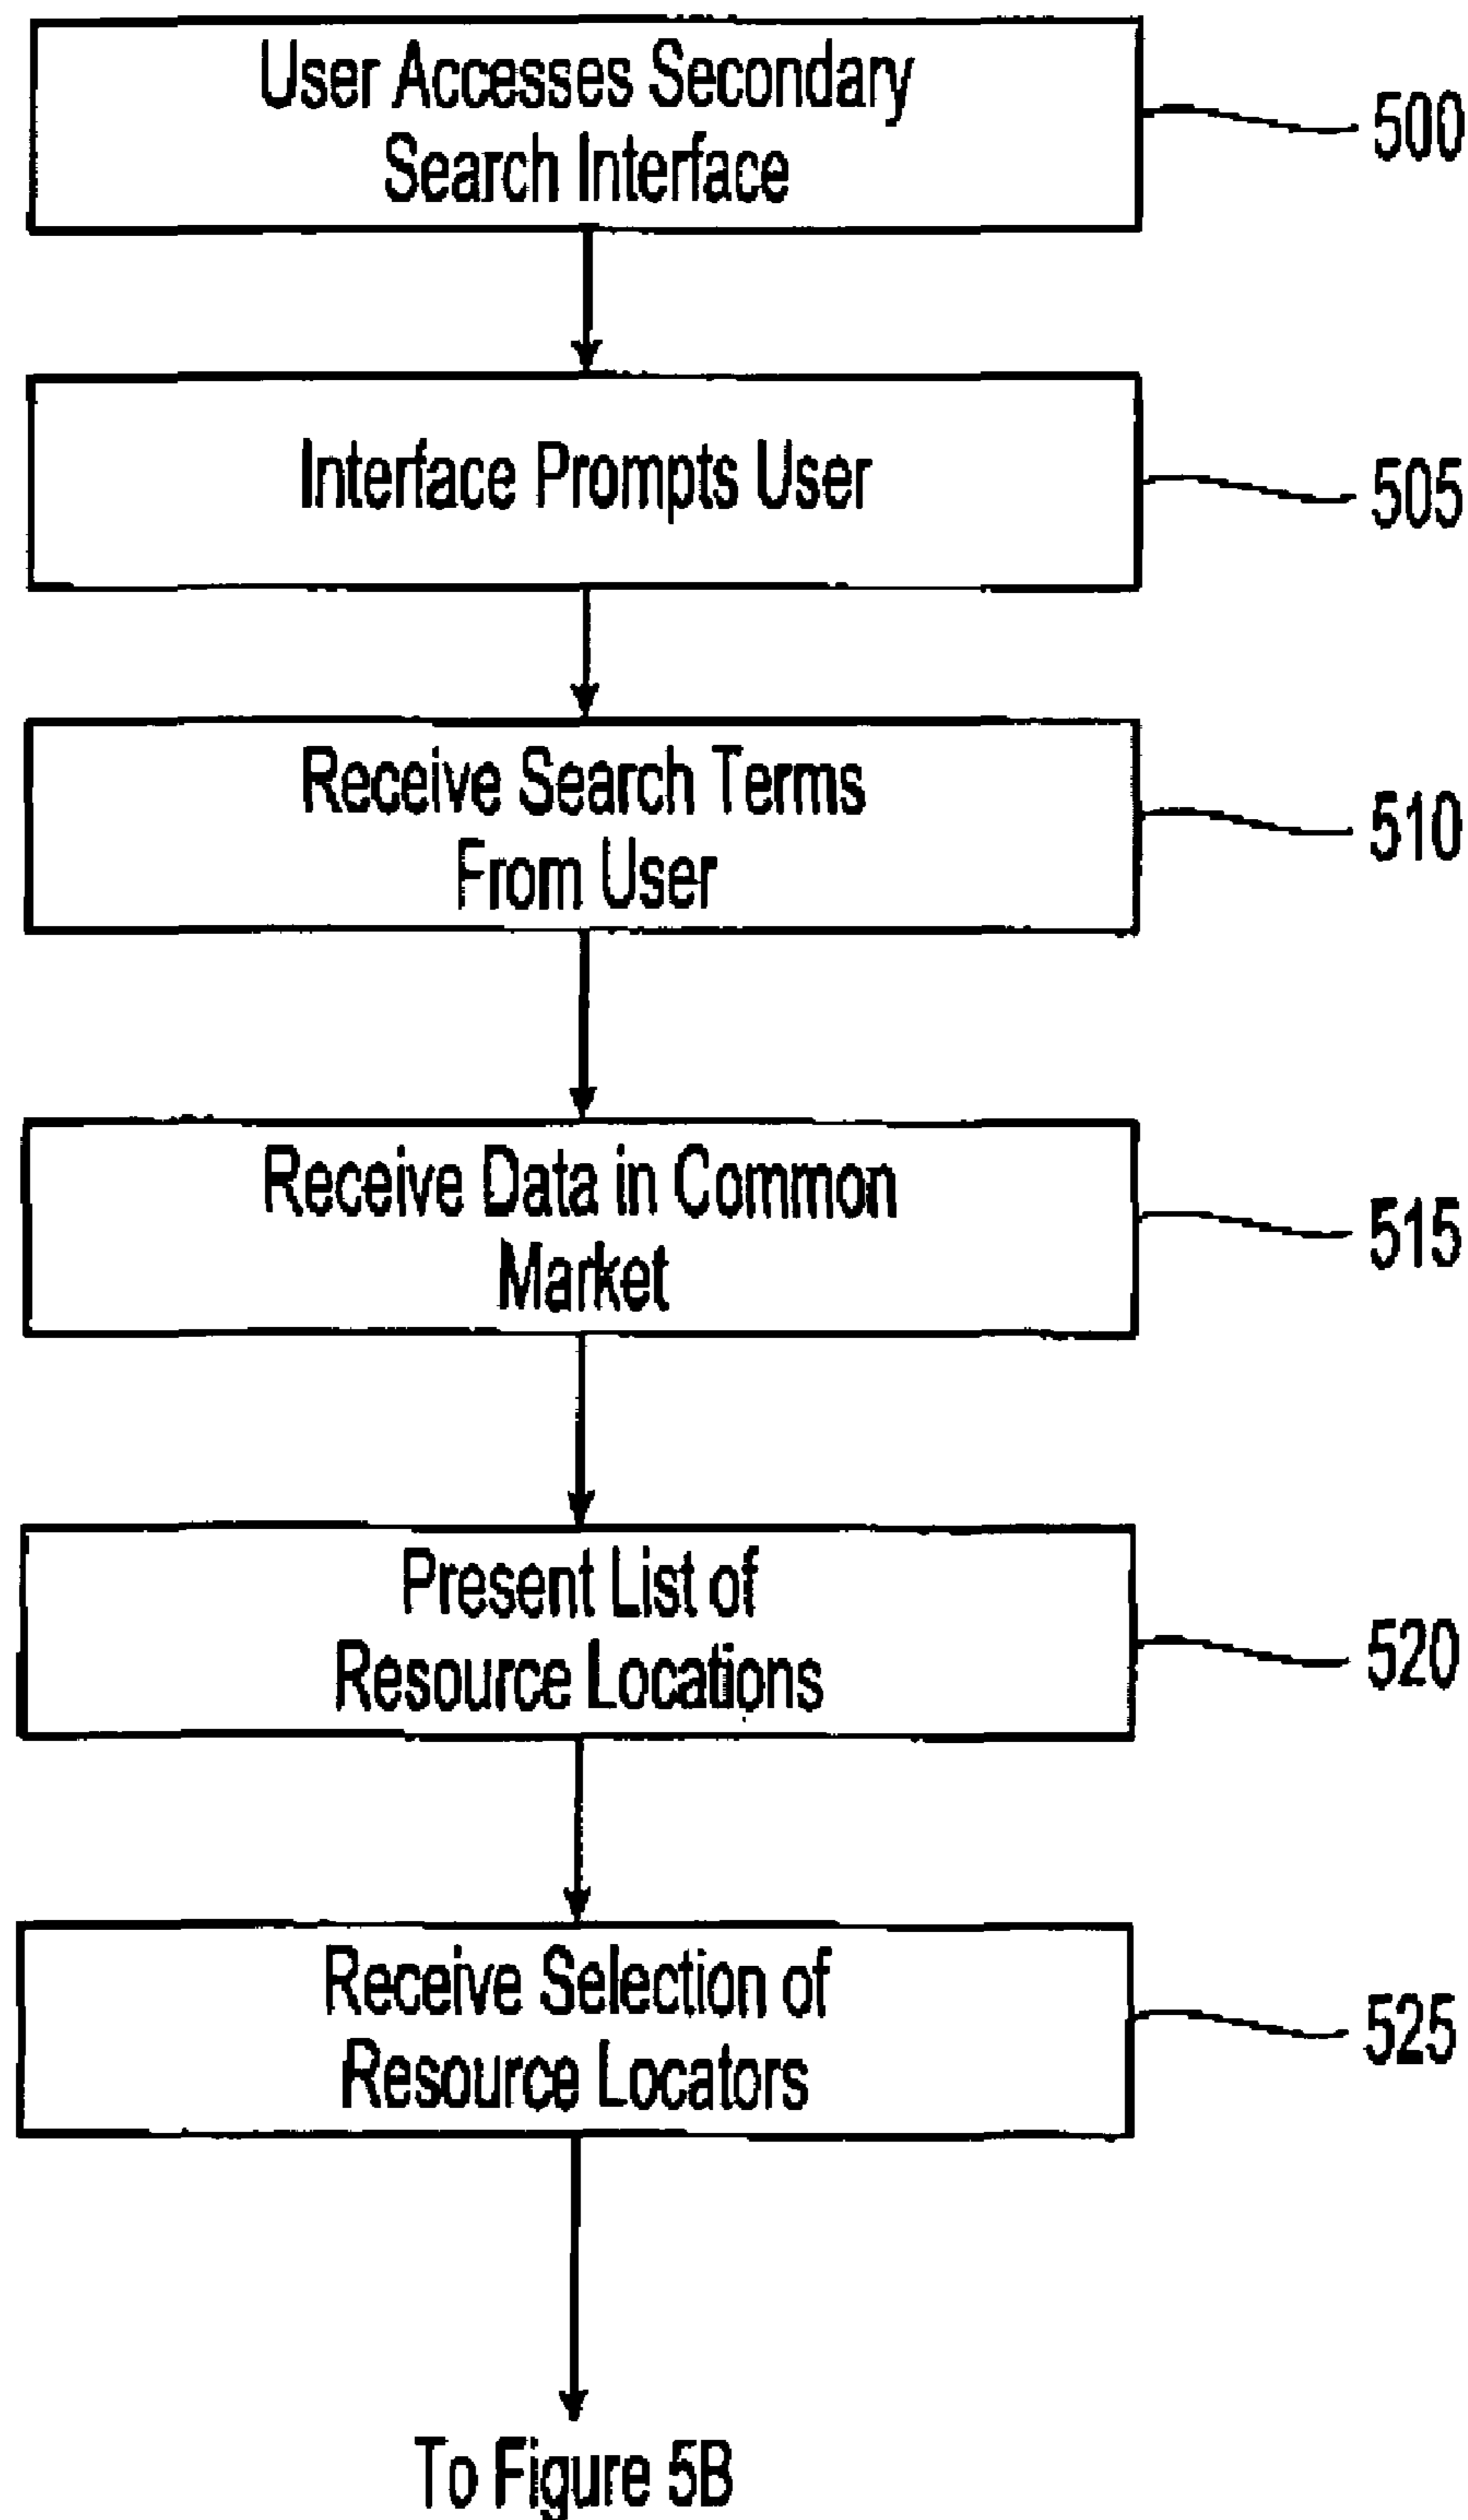 User Accesses Secondary
Search Interface
500
Interface Prompts User
505
Receive Search Terms
From User
510
Receive Data in Common
Market
515
Present List of
Resource Locations
520
Receive Selection of
Resource Locators
525
To Figure 5B